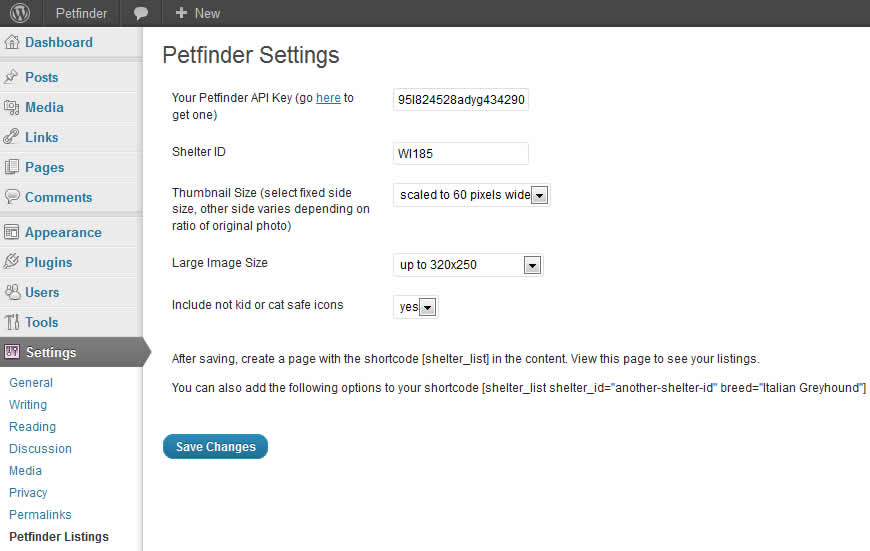 Petfinder
New
Dashboard
Posts
Media
Links
Pages
Comments
Appearance
Plugins
Users
Tools
Settings
General
Writing
Reading
Discussion
Media
Privacy
Permalinks
Petfinder Listings
Petfinder Settings
Your Petfinder API Key (go here to
get one)
95I824528adyg434290
Shelter ID
WI185
Thumbnail Size (select fixed side
size, other side varies depending on
ratio of original photo)
scaled to 60 pixels wide
Large Image Size
up to 320x250
Include not kid or cat safe icons
yes
After saving, create a page with the shortcode [shelter_list] in the content. View this page to see your listings.
You can also add the following options to your shortcode [shelter_list shelter_id="another-shelter-id" breed="Italian Greyhound"]
Save Changes